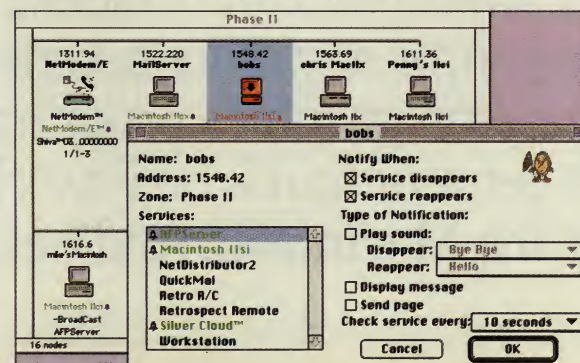 Phase II
1311.94 1522.220 1548.42 1563.69 1611.36
NetModem/E MailServer bobs chris MacIIx Penny's IIci
NetModem™ Macintosh IIcx Macintosh IIsi Macintosh IIx Macintosh IIci
NetModem/E™
1/1-3
bobs
Name: bobs
Address: 1548.42
Zone: Phase II
Services:
AFPServer
Macintosh IIsi
NetDistributor2
QuickMai
Retro R/C
Retrospect Remote
Silver Cloud™
Workstation
Notify When:
Service disappears
Service reappears
Type of Notification:
Play sound:
Disappear: Bye Bye
Reappear: Hello
Display message
Send page
Check service every: 10 seconds
Cancel OK
1616.6
mike's Macintosh
Macintosh IIci
-BroadCast
AFPServer
16 nodes